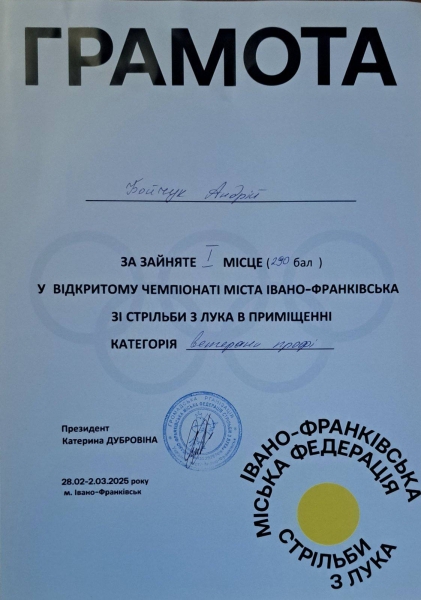 ГРАМОТА
Бойчук Андрій
ЗА ЗАЙНЯТЕ I МІСЦЕ (290 бал )
У ВІДКРИТОМУ ЧЕМПІОНАТІ МІСТА ІВАНО-ФРАНКІВСЬКА
ЗІ СТРІЛЬБИ З ЛУКА В ПРИМІЩЕННІ
КАТЕГОРІЯ ветерани профі
Президент
Катерина ДУБРОВІНА
28.02-2.03.2025 року
м. Івано-Франківськ
ІВАНО-ФРАНКІВСЬКА
МІСЬКА ФЕДЕРАЦІЯ
СТРІЛЬБИ
З ЛУКА